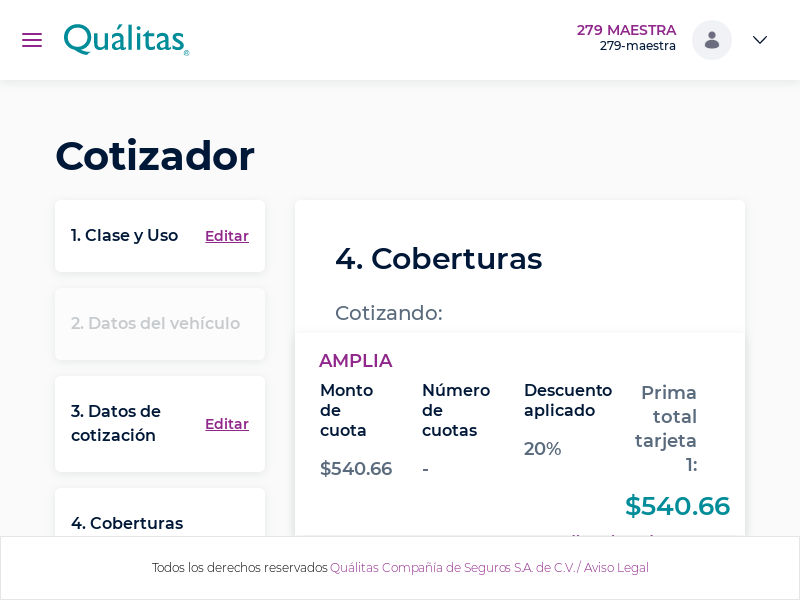 Quálitas®
279 MAESTRA
279-maestra
Cotizador
1. Clase y Uso
Editar
2. Datos del vehículo
3. Datos de
cotización
Editar
4. Coberturas
4. Coberturas
Cotizando:
AMPLIA
Monto
de
cuota
$540.66
Número
de
cuotas
-
Descuento
aplicado
20%
Prima
total
tarjeta
1:
$540.66
Todos los derechos reservados Quálitas Compañía de Seguros S.A. de C.V./ Aviso Legal